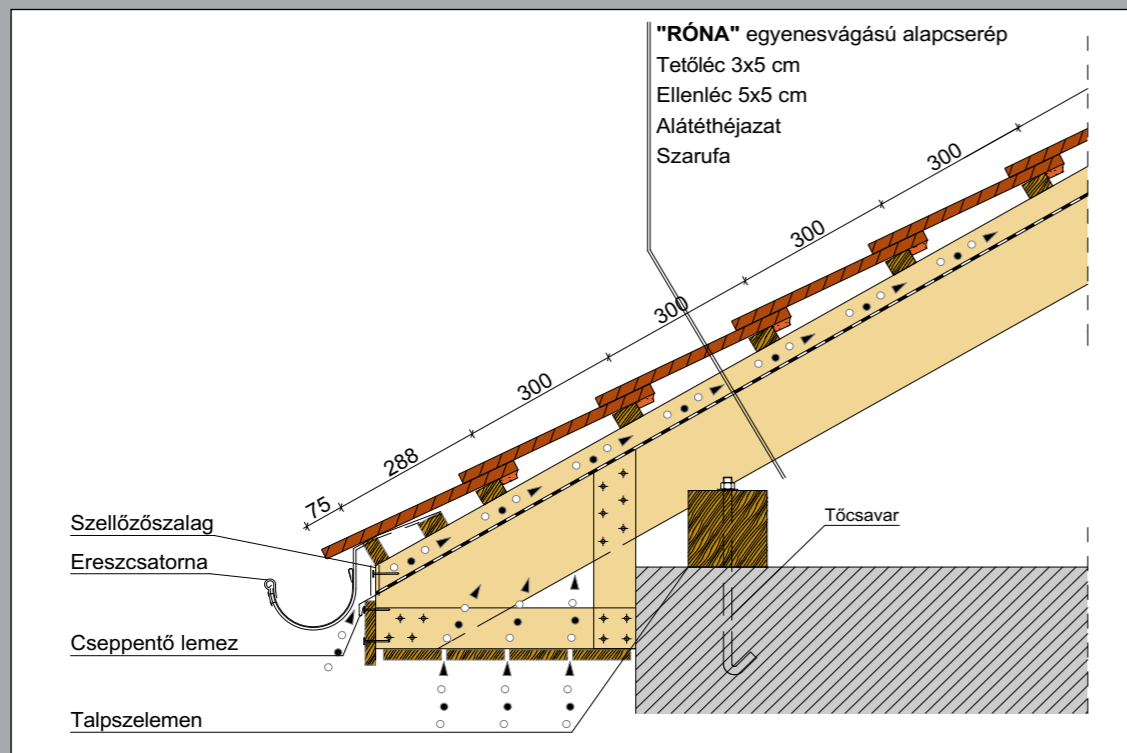 "RÓNA" egyenesvágású alapcserép
Tetőléc 3x5 cm
Ellenléc 5x5 cm
Alátéthéjazat
Szarufa
300
300
300
300
288
75
Szellőzőszalag
Ereszcsatorna
Tőcsavar
Cseppentő lemez
Talpszelemen